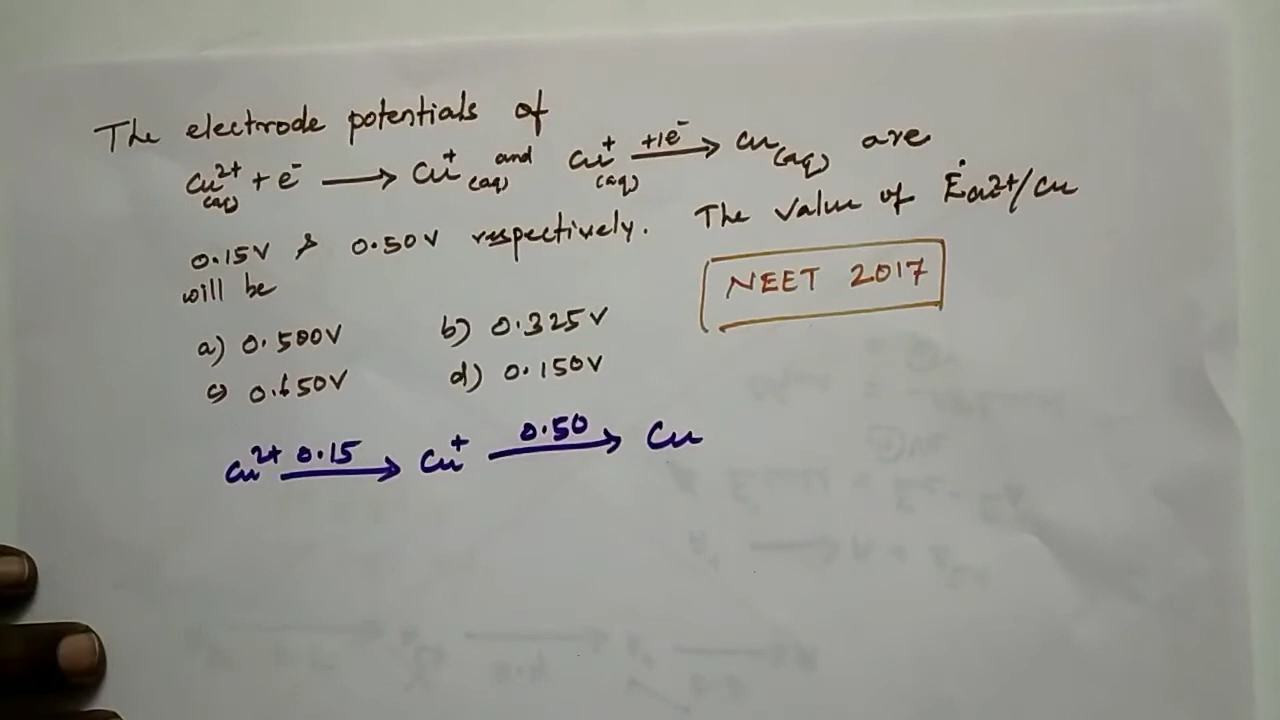 The electrode potentials of
Cu²⁺(aq) + e⁻ ⟶ Cu⁺(aq) and Cu⁺(aq) +1e⁻⟶ Cu(aq) are
0.15V & 0.50V respectively. The value of E°Cu2+/Cu
will be
NEET 2017
a) 0.500V b) 0.325V
c) 0.650V d) 0.150V
Cu²⁺ 0.15⟶ Cu⁺ 0.50⟶ Cu